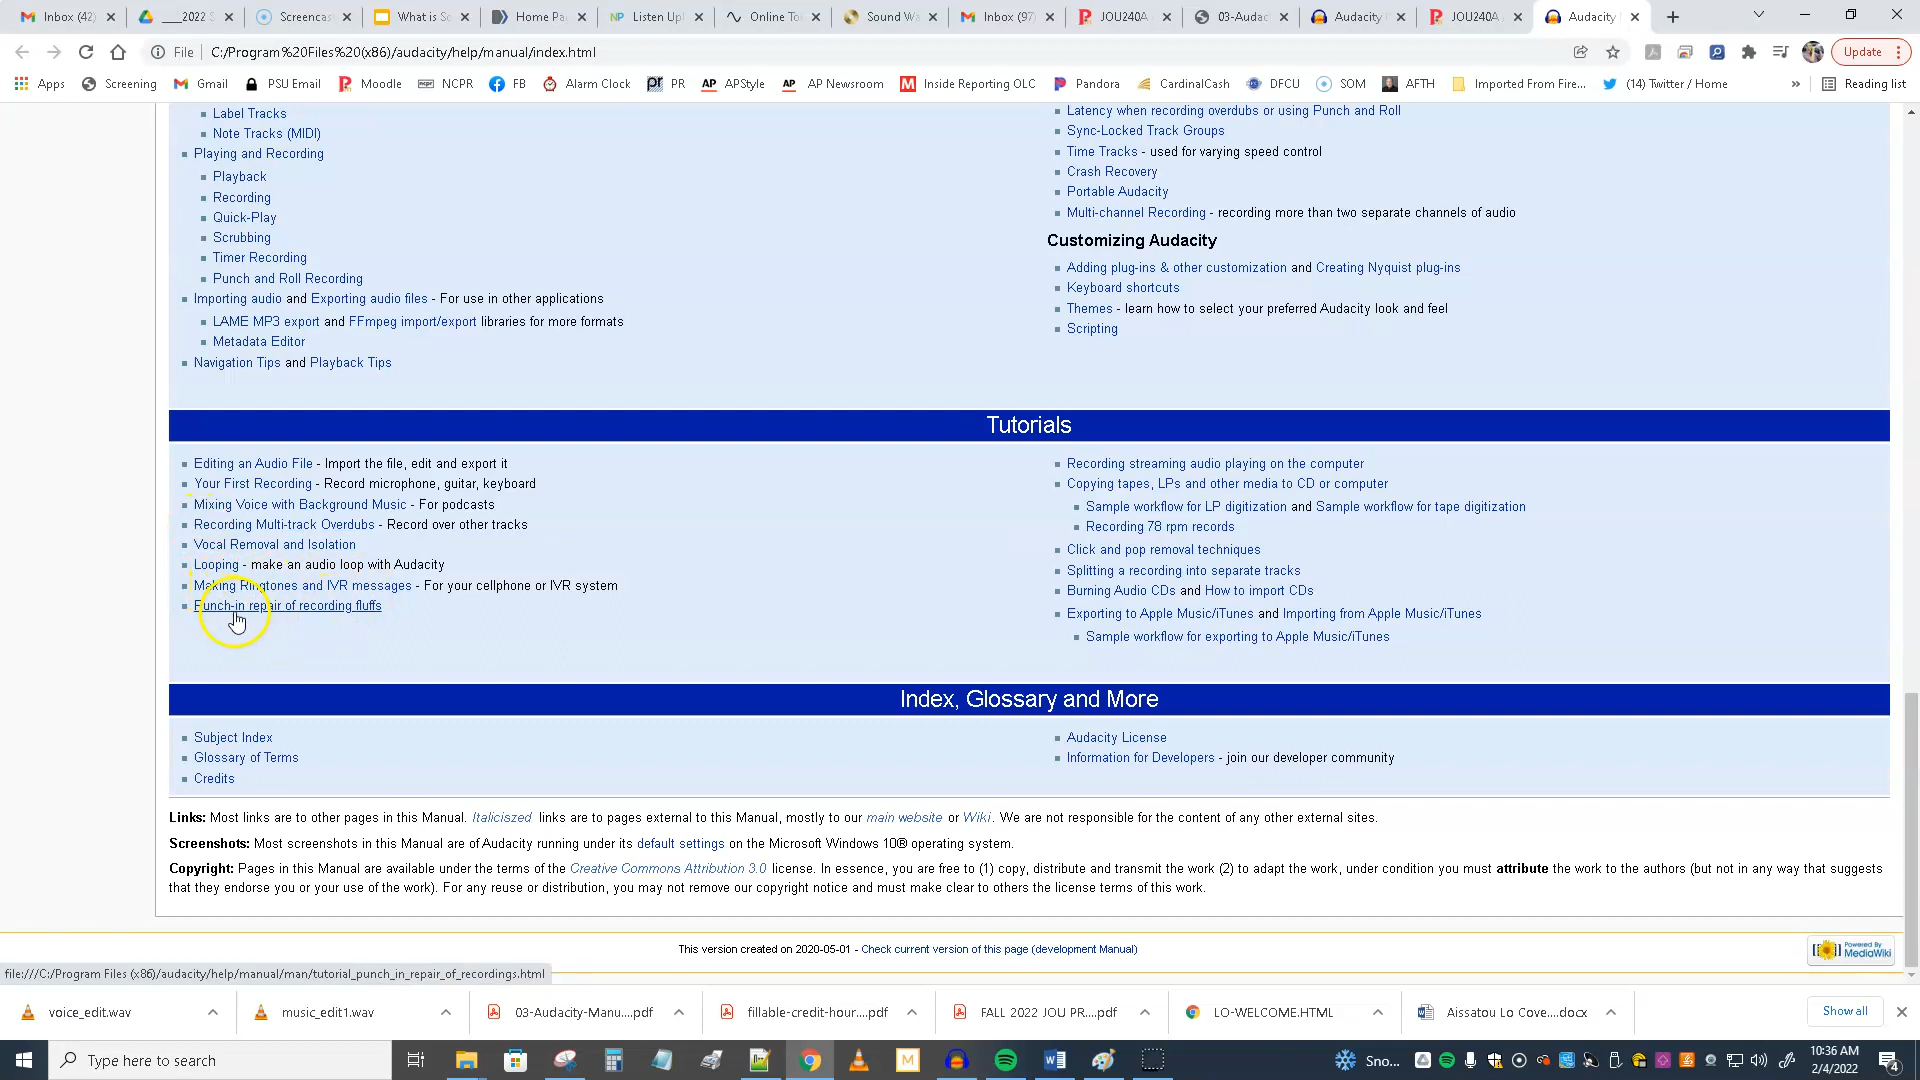 Inbox (42)
___2022 S
Screencas
What is Sc
Home Pa
Listen Up
Online To
Sound Wa
Inbox (97
JOU240A
03-Audac
Audacity
JOU240A
Audacity
File C:/Program%20Files%20(x86)/audacity/help/manual/index.html
Update
Apps Screening Gmail PSU Email Moodle NCPR FB Alarm Clock PR APStyle AP Newsroom Inside Reporting OLC Pandora CardinalCash DFCU SOM AFTH Imported From Fire... (14) Twitter / Home » Reading list
Label Tracks
Note Tracks (MIDI)
Playing and Recording
Playback
Recording
Quick-Play
Scrubbing
Timer Recording
Punch and Roll Recording
Importing audio and Exporting audio files - For use in other applications
LAME MP3 export and FFmpeg import/export libraries for more formats
Metadata Editor
Navigation Tips and Playback Tips
Latency when recording overdubs or using Punch and Roll
Sync-Locked Track Groups
Time Tracks - used for varying speed control
Crash Recovery
Portable Audacity
Multi-channel Recording - recording more than two separate channels of audio
Customizing Audacity
Adding plug-ins & other customization and Creating Nyquist plug-ins
Keyboard shortcuts
Themes - learn how to select your preferred Audacity look and feel
Scripting
Tutorials
Editing an Audio File - Import the file, edit and export it
Your First Recording - Record microphone, guitar, keyboard
Mixing Voice with Background Music - For podcasts
Recording Multi-track Overdubs - Record over other tracks
Vocal Removal and Isolation
Looping - make an audio loop with Audacity
Making Ringtones and IVR messages - For your cellphone or IVR system
Punch-in repair of recording fluffs
Recording streaming audio playing on the computer
Copying tapes, LPs and other media to CD or computer
Sample workflow for LP digitization and Sample workflow for tape digitization
Recording 78 rpm records
Click and pop removal techniques
Splitting a recording into separate tracks
Burning Audio CDs and How to import CDs
Exporting to Apple Music/iTunes and Importing from Apple Music/iTunes
Sample workflow for exporting to Apple Music/iTunes
Index, Glossary and More
Subject Index
Glossary of Terms
Credits
Audacity License
Information for Developers - join our developer community
Links: Most links are to other pages in this Manual. Italiciszed links are to pages external to this Manual, mostly to our main website or Wiki. We are not responsible for the content of any other external sites.
Screenshots: Most screenshots in this Manual are of Audacity running under its default settings on the Microsoft Windows 10® operating system.
Copyright: Pages in this Manual are available under the terms of the Creative Commons Attribution 3.0 license. In essence, you are free to (1) copy, distribute and transmit the work (2) to adapt the work, under condition you must attribute the work to the authors (but not in any way that suggests
that they endorse you or your use of the work). For any reuse or distribution, you may not remove our copyright notice and must make clear to others the license terms of this work.
This version created on 2020-05-01 - Check current version of this page (development Manual)
Powered By
MediaWiki
file:///C:/Program Files (x86)/audacity/help/manual/man/tutorial_punch_in_repair_of_recordings.html
voice_edit.wav
music_edit1.wav
03-Audacity-Manu....pdf
fillable-credit-hour....pdf
FALL 2022 JOU PR....pdf
LO-WELCOME.HTML
Aissatou Lo Cove....docx
Show all
Type here to search
Sno...
10:36 AM
2/4/2022
4